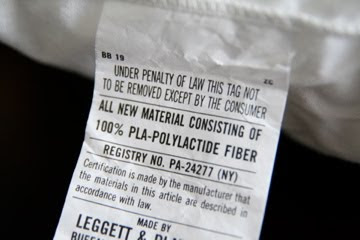 BB 19
UNDER PENALTY OF LAW THIS TAG NOT 2G
TO BE REMOVED EXCEPT BY THE CONSUMER
ALL NEW MATERIAL CONSISTING OF
100% PLA-POLYLACTIDE FIBER
REGISTRY NO. PA-24277 (NY)
Certification is made by the manufacturer that
the materials in this article are described in
accordance with law.
MADE BY
LEGGETT &